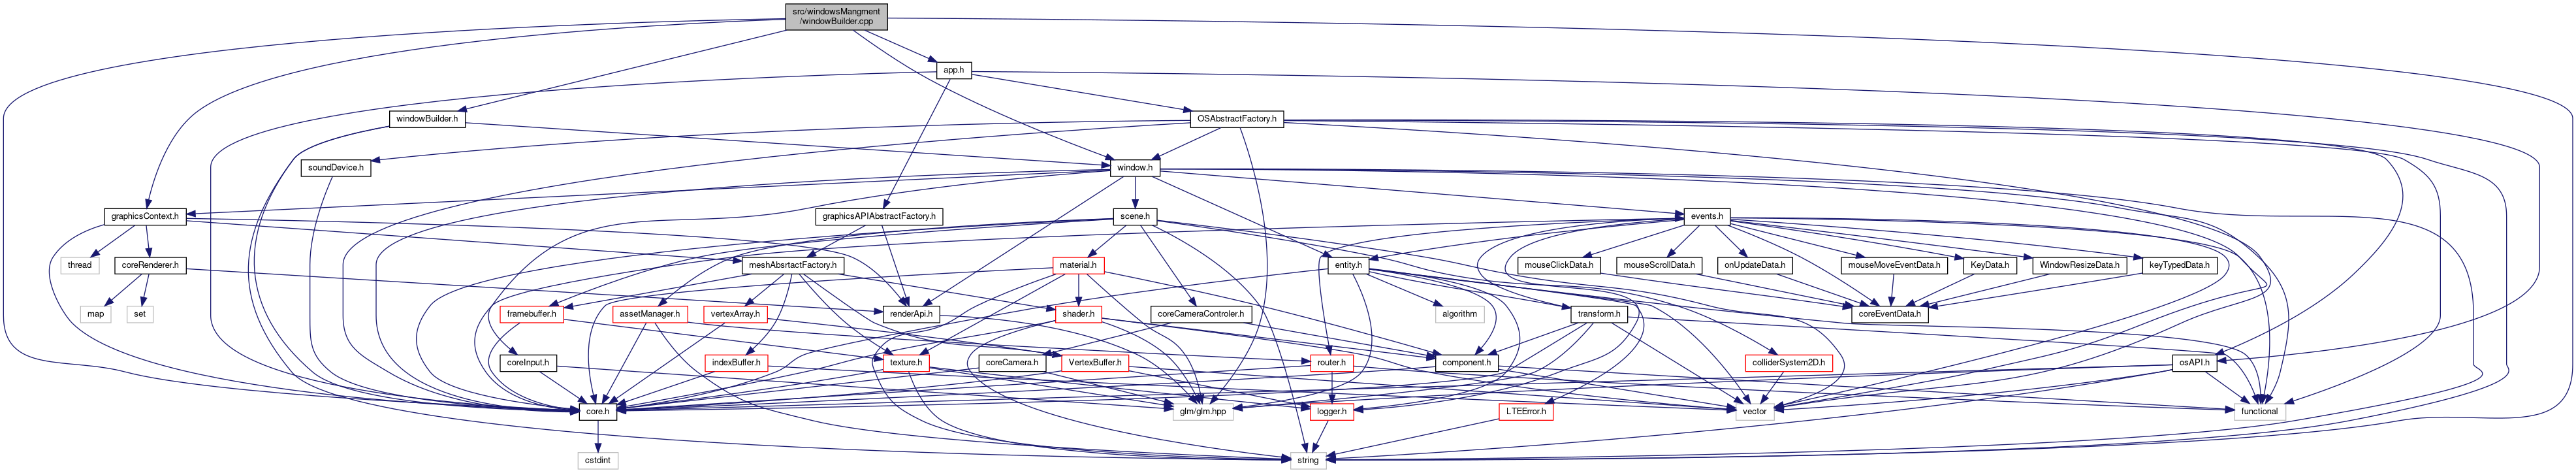 src/windowsMangment
/windowBuilder.cpp
app.h
windowBuilder.h
OSAbstractFactory.h
soundDevice.h
window.h
graphicsContext.h
graphicsAPIAbstractFactory.h
scene.h
events.h
thread
coreRenderer.h
meshAbsrtactFactory.h
material.h
entity.h
mouseClickData.h
mouseScrollData.h
onUpdateData.h
mouseMoveEventData.h
KeyData.h
WindowResizeData.h
keyTypedData.h
map
set
framebuffer.h
assetManager.h
vertexArray.h
renderApi.h
shader.h
coreCameraControler.h
algorithm
transform.h
coreEventData.h
coreInput.h
indexBuffer.h
texture.h
coreCamera.h
VertexBuffer.h
router.h
component.h
colliderSystem2D.h
osAPI.h
core.h
glm/glm.hpp
logger.h
LTEError.h
vector
functional
cstdint
string